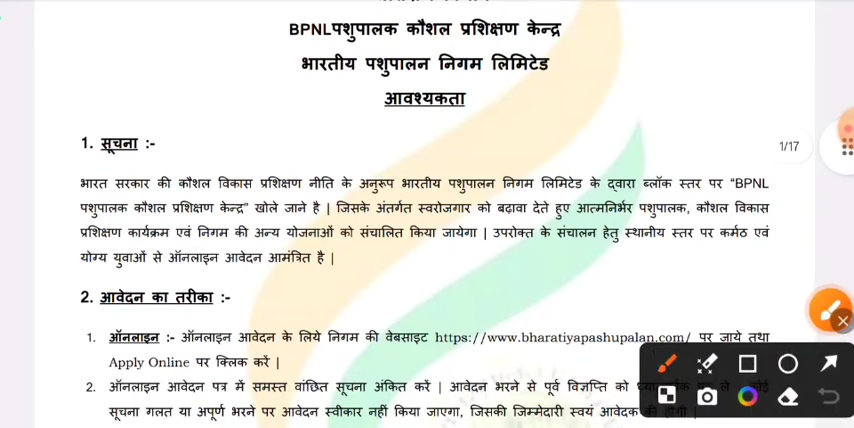 BPNLपशुपालक कौशल प्रशिक्षण केन्द्र
भारतीय पशुपालन निगम लिमिटेड
आवश्यकता
1. सूचना :-
1/17
भारत सरकार की कौशल विकास प्रशिक्षण नीति के अनुरूप भारतीय पशुपालन निगम लिमिटेड के द्वारा ब्लॉक स्तर पर “BPNL
पशुपालक कौशल प्रशिक्षण केन्द्र” खोले जाने है | जिसके अंतर्गत स्वरोजगार को बढ़ावा देते हुए आत्मनिर्भर पशुपालक, कौशल विकास
प्रशिक्षण कार्यक्रम एवं निगम की अन्य योजनाओं को संचालित किया जायेगा | उपरोक्त के संचालन हेतु स्थानीय स्तर पर कर्मठ एवं
योग्य युवाओं से ऑनलाइन आवेदन आमंत्रित है |
2. आवेदन का तरीका :-
1. ऑनलाइन :- ऑनलाइन आवेदन के लिये निगम की वेबसाइट https://www.bharatiyapashupalan.com/ पर जाये तथा
Apply Online पर क्लिक करें |
2. ऑनलाइन आवेदन पत्र में समस्त वांछित सूचना अंकित करें | आवेदन भरने से पूर्व विज्ञप्ति को
सूचना गलत या अपूर्ण भरने पर आवेदन स्वीकार नहीं किया जाएगा, जिसकी जिम्मेदारी स्वयं आवेदक